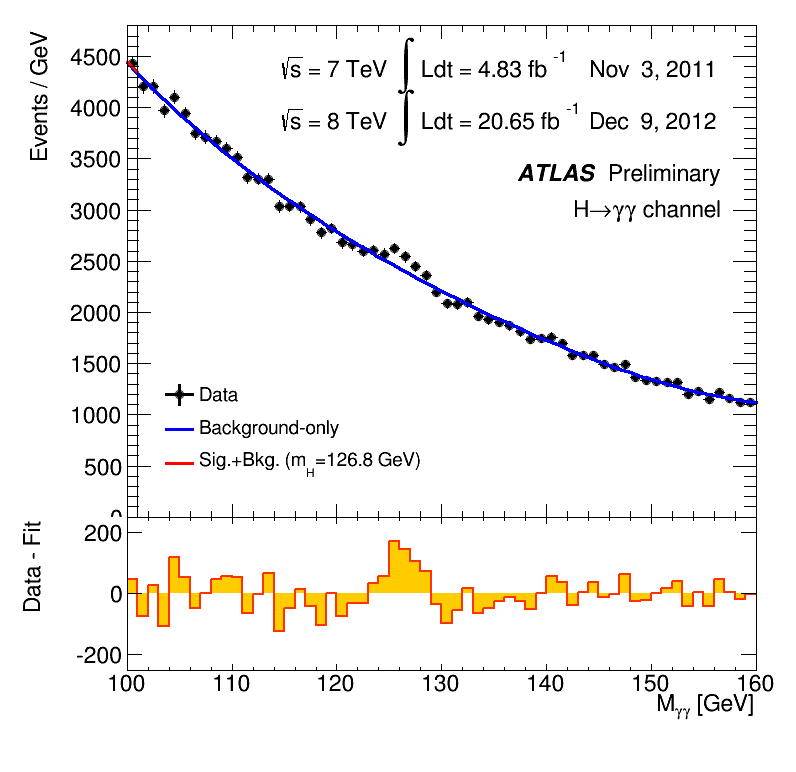 Events / GeV
4500
4000
3500
3000
2500
2000
1500
1000
500
0
√s = 7 TeV ∫ Ldt = 4.83 fb⁻¹ Nov 3, 2011
√s = 8 TeV ∫ Ldt = 20.65 fb⁻¹ Dec 9, 2012
ATLAS Preliminary
H→γγ channel
Data
Background-only
Sig.+Bkg. (m_H=126.8 GeV)
Data - Fit
200
0
-200
100 110 120 130 140 150 160
M_γγ [GeV]